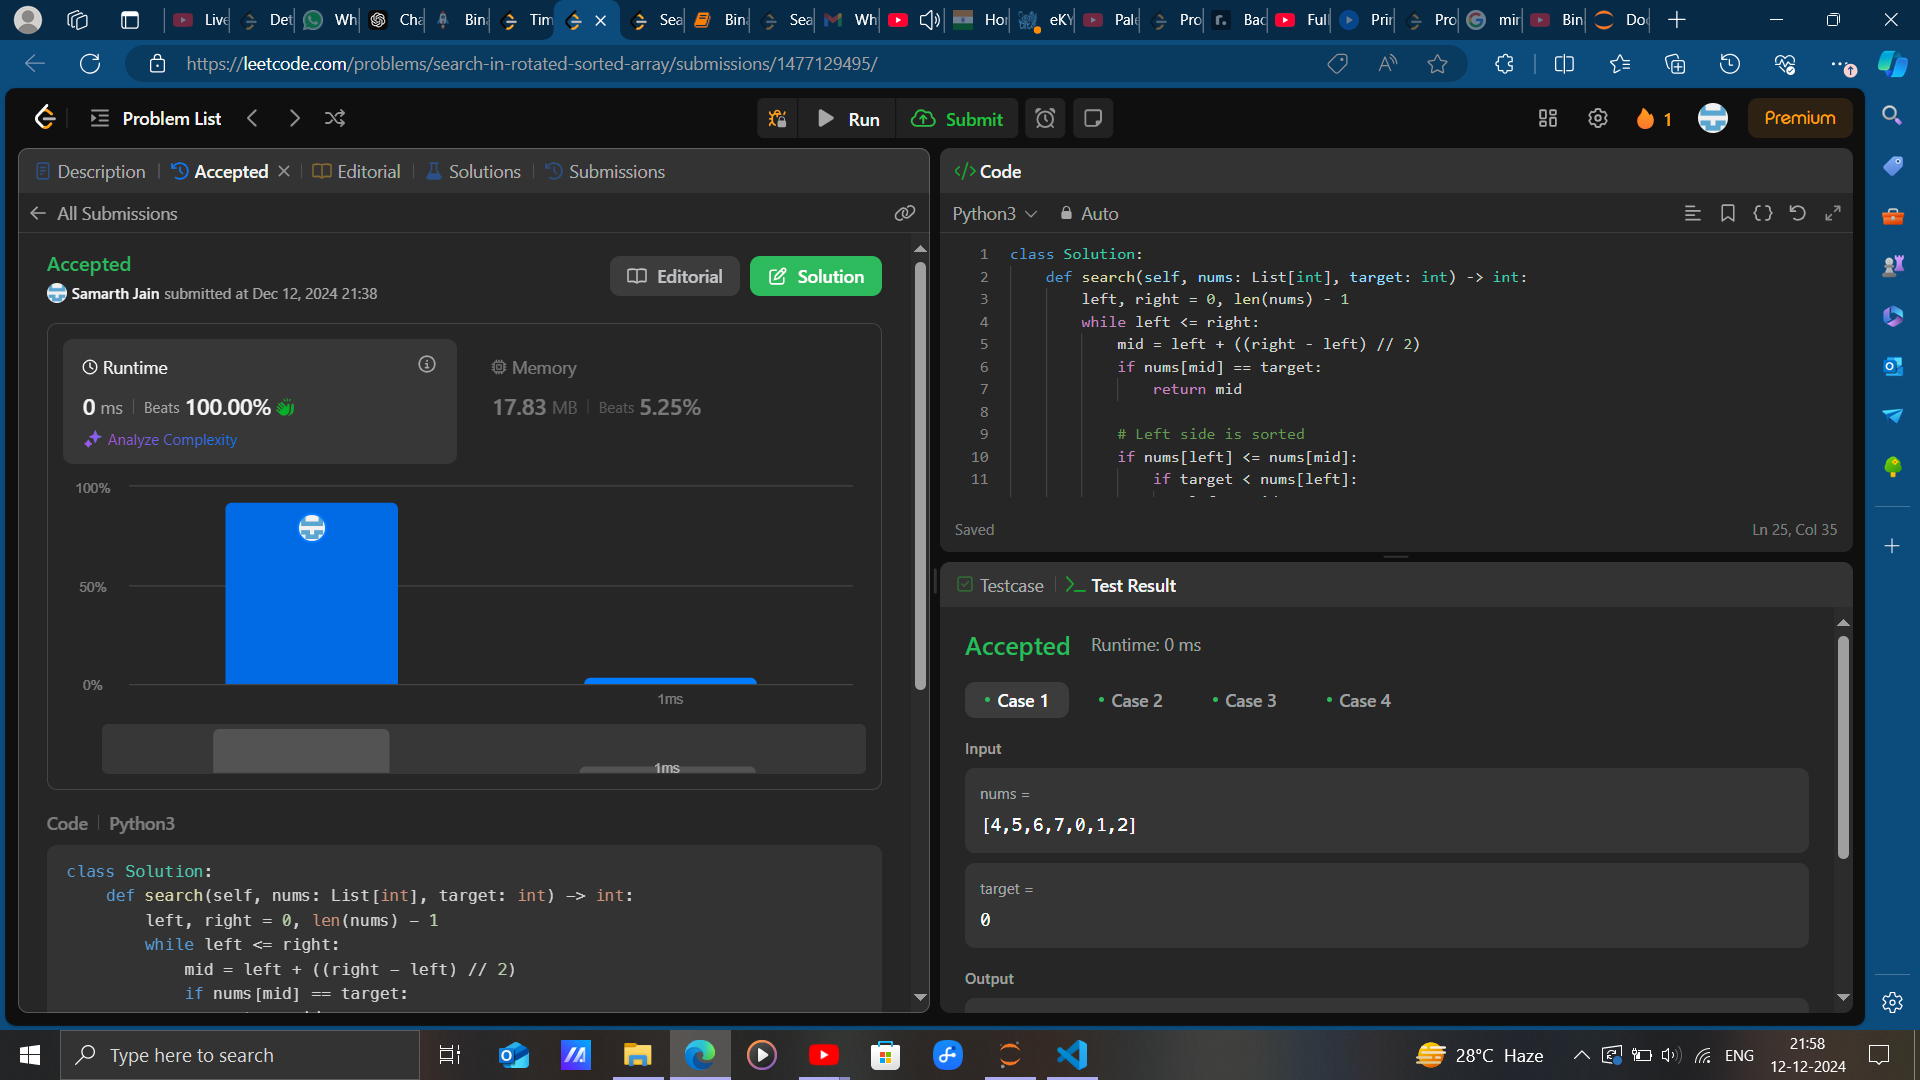 Live
Det
Wh
Cha
Bina
Tim
Sea
Bina
Sea
Why
Hor
eKY
Pale
Pro
Bac
Full
Prin
Pro
mir
Bin
Doc
https://leetcode.com/problems/search-in-rotated-sorted-array/submissions/1477129495/
Problem List
Run
Submit
1
Premium
Description
Accepted
Editorial
Solutions
Submissions
All Submissions
Accepted
Samarth Jain submitted at Dec 12, 2024 21:38
Editorial
Solution
Runtime
0 ms Beats 100.00%
Analyze Complexity
Memory
17.83 MB Beats 5.25%
100%
50%
0%
1ms
1ms
Code
Python3
class Solution:
def search(self, nums: List[int], target: int) -> int:
left, right = 0, len(nums) - 1
while left <= right:
mid = left + ((right - left) // 2)
if nums[mid] == target:
</> Code
Python3
Auto
1 class Solution:
2 def search(self, nums: List[int], target: int) -> int:
3 left, right = 0, len(nums) - 1
4 while left <= right:
5 mid = left + ((right - left) // 2)
6 if nums[mid] == target:
7 return mid
8
9 # Left side is sorted
10 if nums[left] <= nums[mid]:
11 if target < nums[left]:
Saved
Ln 25, Col 35
Testcase
Test Result
Accepted
Runtime: 0 ms
Case 1
Case 2
Case 3
Case 4
Input
nums =
[4,5,6,7,0,1,2]
target =
0
Output
Type here to search
28°C Haze
ENG
21:58
12-12-2024